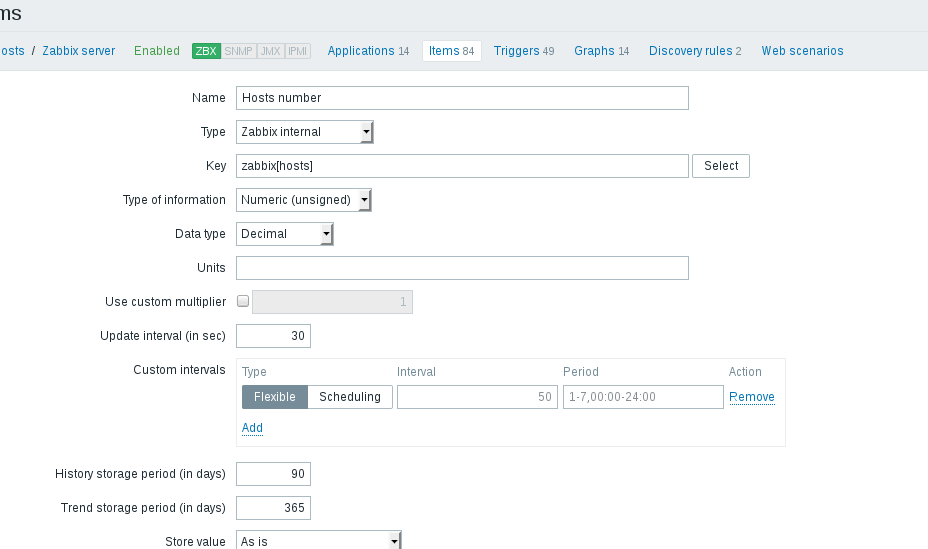 ms
osts / Zabbix server Enabled ZBX SNMP JMX IPMI Applications 14 Items 84 Triggers 49 Graphs 14 Discovery rules 2 Web scenarios
Name Hosts number
Type Zabbix internal
Key zabbix[hosts] Select
Type of information Numeric (unsigned)
Data type Decimal
Units
Use custom multiplier 1
Update interval (in sec) 30
Custom intervals Type Interval Period Action
Flexible Scheduling 50 1-7,00:00-24:00 Remove
Add
History storage period (in days) 90
Trend storage period (in days) 365
Store value As is